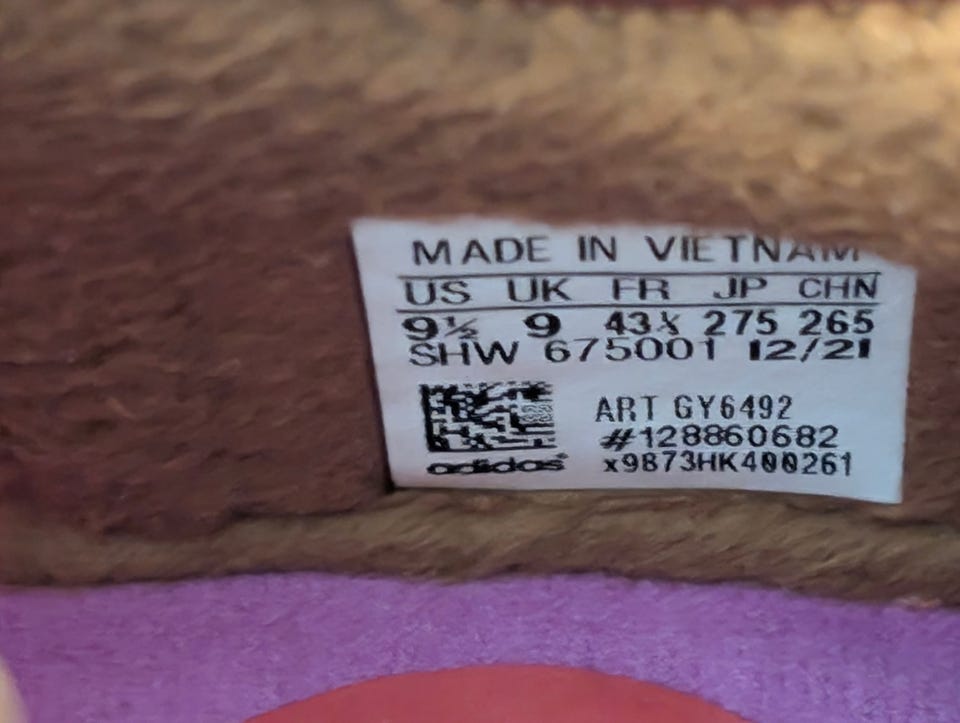 MADE IN VIETNAM
US UK FR JP CHN
9½ 9 43⅓ 275 265
SHW 675001 12/21
ART GY6492
#128860682
adidas x9873HK400261